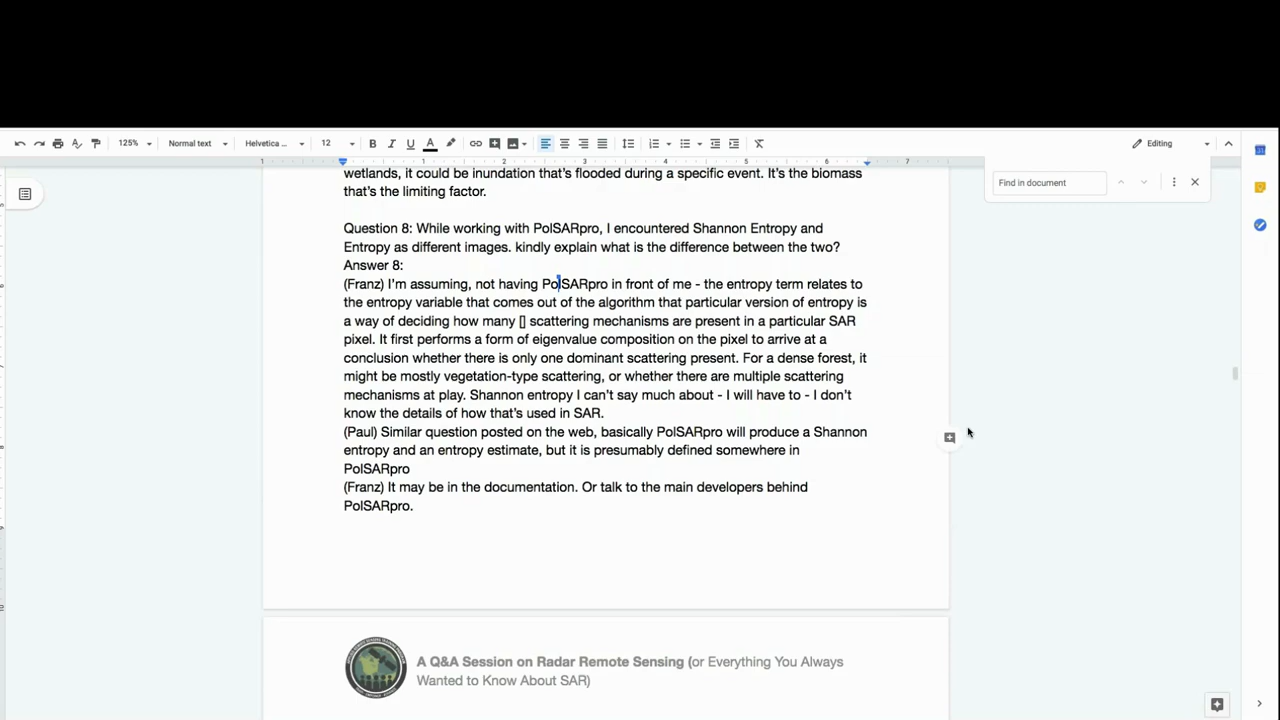 125% Normal text Helvetica ... 12 Editing
1 1 2 3 4 5 6 7
Find in document
wetlands, it could be inundation that's flooded during a specific event. It's the biomass
that's the limiting factor.
Question 8: While working with PolSARpro, I encountered Shannon Entropy and
Entropy as different images. kindly explain what is the difference between the two?
Answer 8:
(Franz) I'm assuming, not having PolSARpro in front of me - the entropy term relates to
the entropy variable that comes out of the algorithm that particular version of entropy is
a way of deciding how many [] scattering mechanisms are present in a particular SAR
pixel. It first performs a form of eigenvalue composition on the pixel to arrive at a
conclusion whether there is only one dominant scattering present. For a dense forest, it
might be mostly vegetation-type scattering, or whether there are multiple scattering
mechanisms at play. Shannon entropy I can't say much about - I will have to - I don't
know the details of how that's used in SAR.
(Paul) Similar question posted on the web, basically PolSARpro will produce a Shannon
entropy and an entropy estimate, but it is presumably defined somewhere in
PolSARpro
(Franz) It may be in the documentation. Or talk to the main developers behind
PolSARpro.
A Q&A Session on Radar Remote Sensing (or Everything You Always
Wanted to Know About SAR)